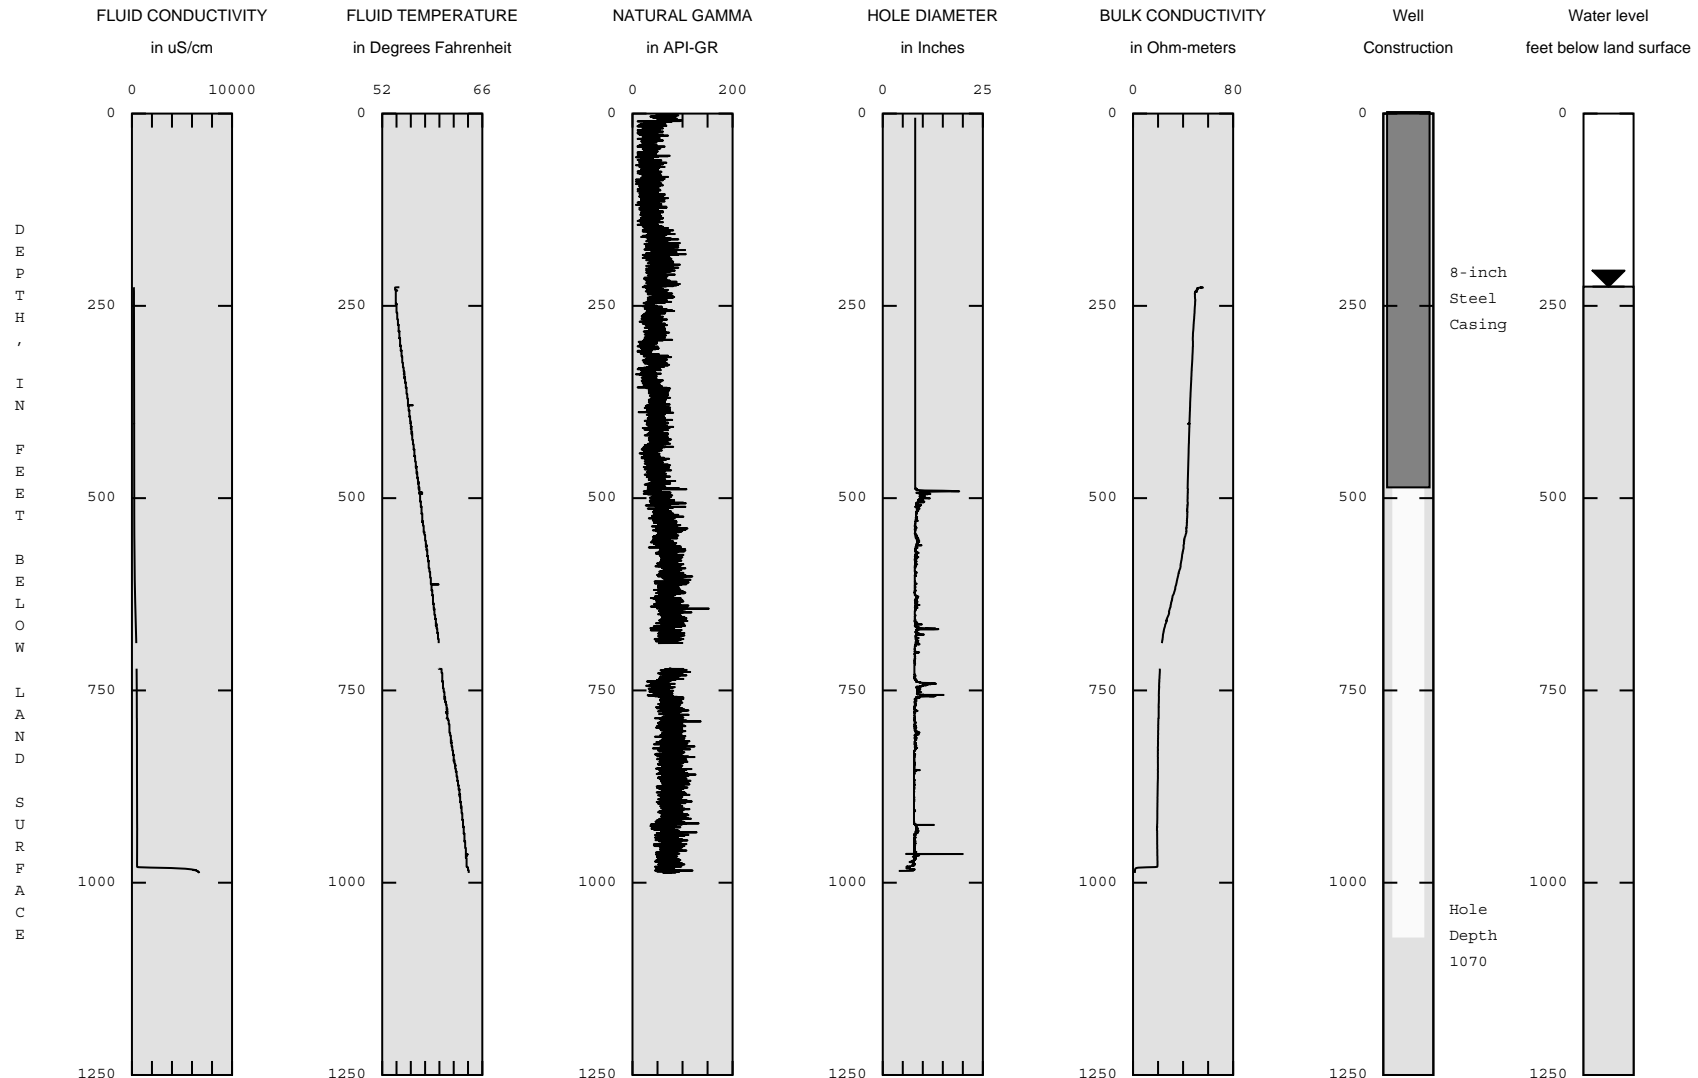 FLUID CONDUCTIVITY FLUID TEMPERATURE NATURAL GAMMA HOLE DIAMETER BULK CONDUCTIVITY Well Water level
in uS/cm in Degrees Fahrenheit in API-GR in Inches in Ohm-meters Construction feet below land surface
0 10000 52 66 0 200 0 25 0 80
0 0 0 0 0 0 0
250 250 250 250 250 250 250
500 500 500 500 500 500 500
750 750 750 750 750 750 750
1000 1000 1000 1000 1000 1000 1000
1250 1250 1250 1250 1250 1250 1250
DEPTH, IN FEET BELOW LAND SURFACE
8-inch
Steel
Casing
Hole
Depth
1070